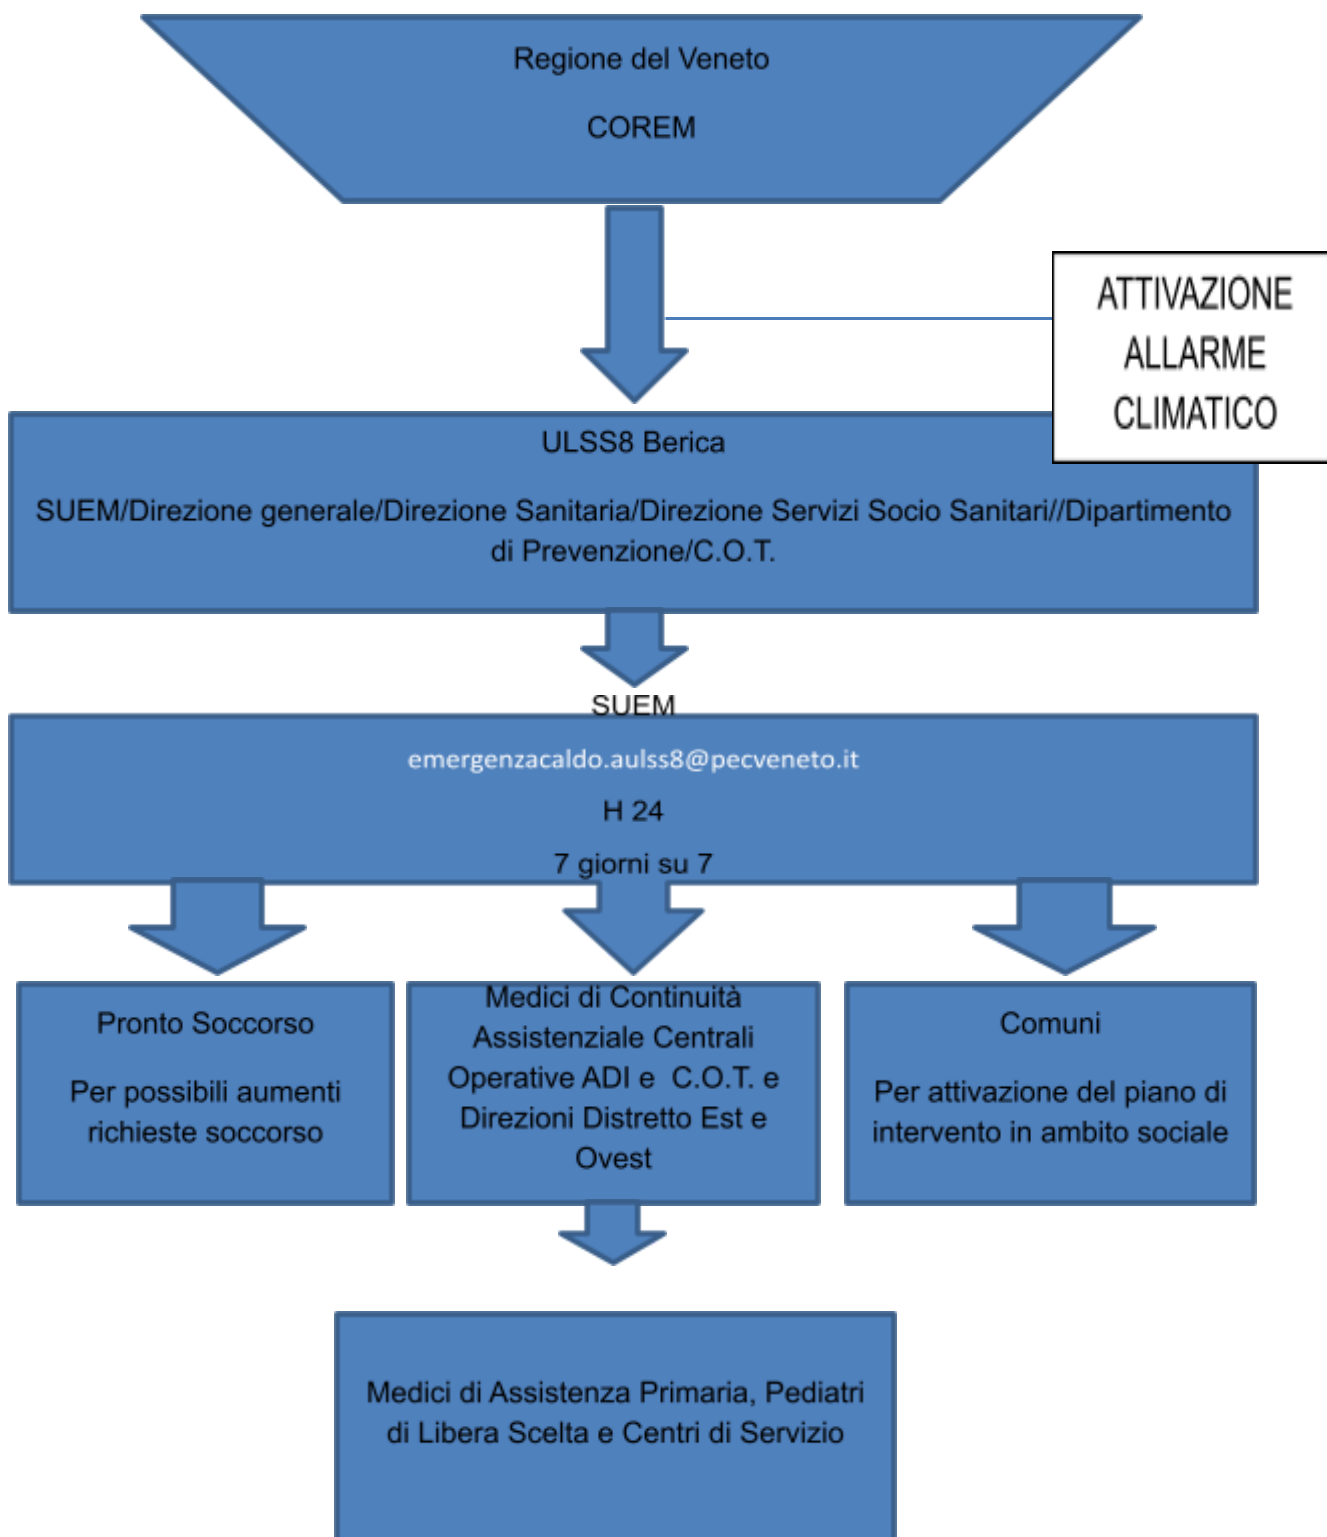 Regione del Veneto
COREM
ATTIVAZIONE
ALLARME
CLIMATICO
ULSS8 Berica
SUEM/Direzione generale/Direzione Sanitaria/Direzione Servizi Socio Sanitari//Dipartimento
di Prevenzione/C.O.T.
SUEM
emergenzacaldo.aulss8@pecveneto.it
H 24
7 giorni su 7
Pronto Soccorso
Per possibili aumenti
richieste soccorso
Medici di Continuità
Assistenziale Centrali
Operative ADI e C.O.T. e
Direzioni Distretto Est e
Ovest
Comuni
Per attivazione del piano di
intervento in ambito sociale
Medici di Assistenza Primaria, Pediatri
di Libera Scelta e Centri di Servizio